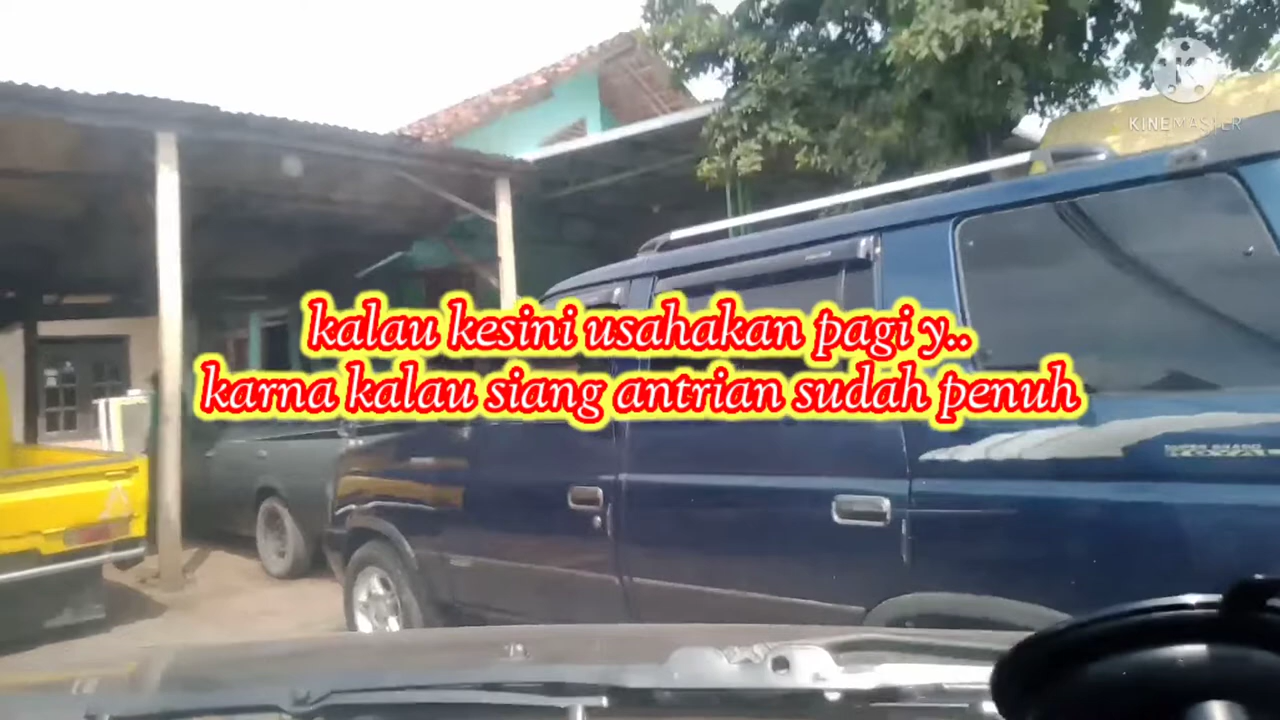 KINEMASTER
kalau kesini usahakan pagi y..
karna kalau siang antrian sudah penuh